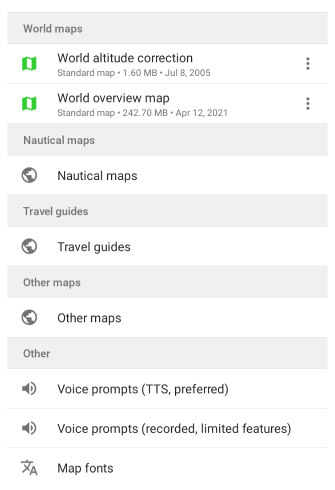 World maps
World altitude correction
Standard map • 1.60 MB • Jul 8, 2005
World overview map
Standard map • 242.70 MB • Apr 12, 2021
Nautical maps
Nautical maps
Travel guides
Travel guides
Other maps
Other maps
Other
Voice prompts (TTS, preferred)
Voice prompts (recorded, limited features)
Map fonts